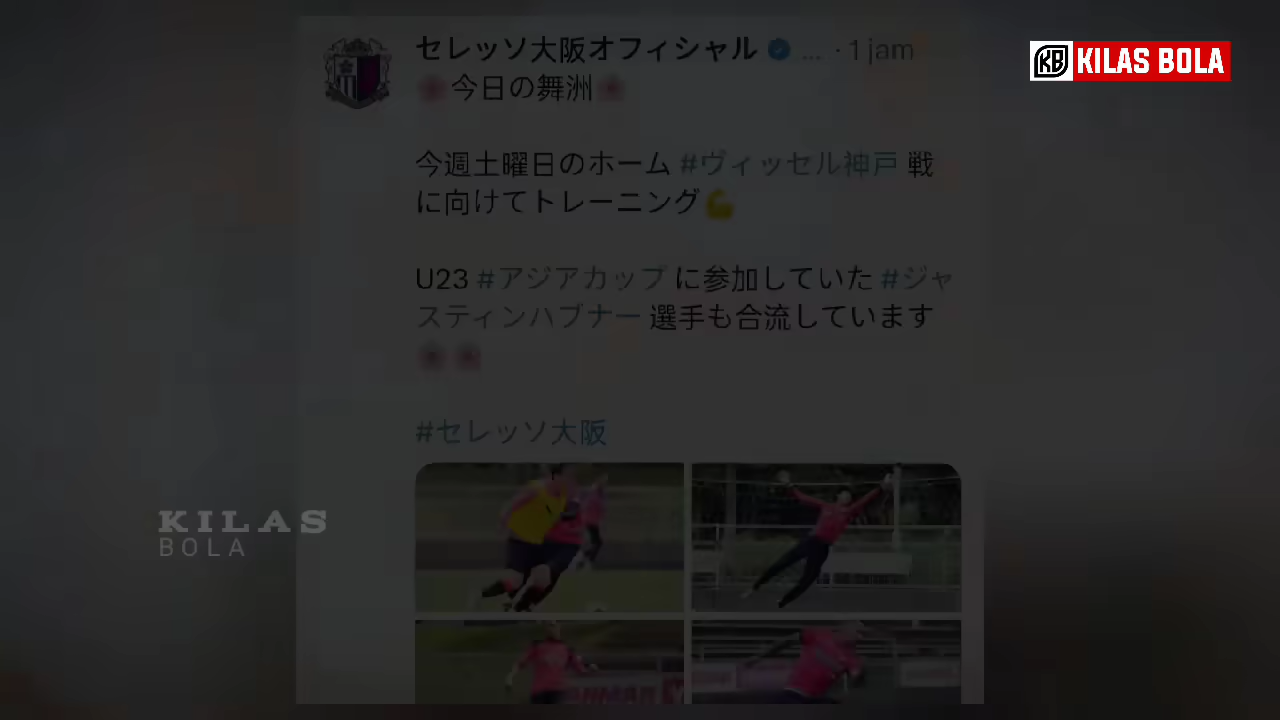 セレッソ大阪オフィシャル ... · 1 jam
🌸今日の舞洲🌸
今週土曜日のホーム #ヴィッセル神戸 戦
に向けてトレーニング💪
U23 #アジアカップ に参加していた #ジャ
スティンハブナー 選手も合流しています
🌸🌸
#セレッソ大阪
KB KILAS BOLA
KILAS
BOLA
YANMAR